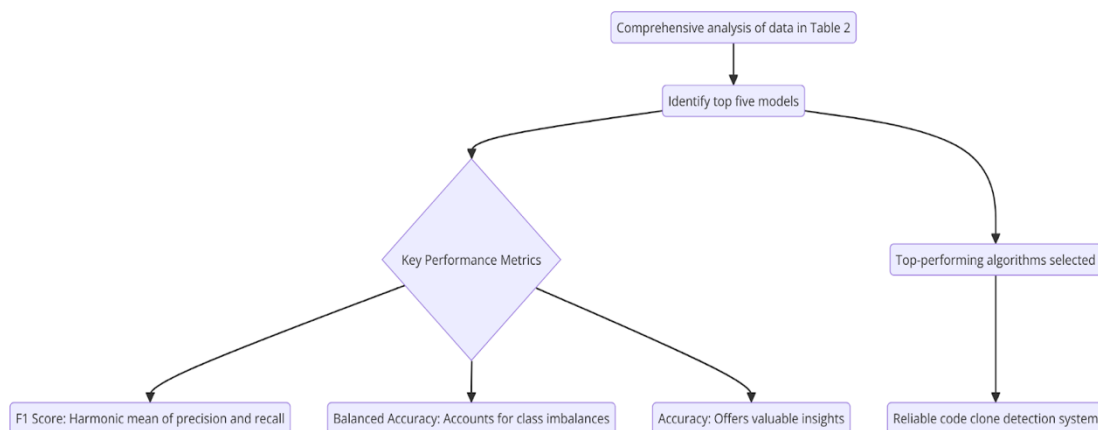 Comprehensive analysis of data in Table 2
Identify top five models
Key Performance Metrics
Top-performing algorithms selected
F1 Score: Harmonic mean of precision and recall
Balanced Accuracy: Accounts for class imbalances
Accuracy: Offers valuable insights
Reliable code clone detection system